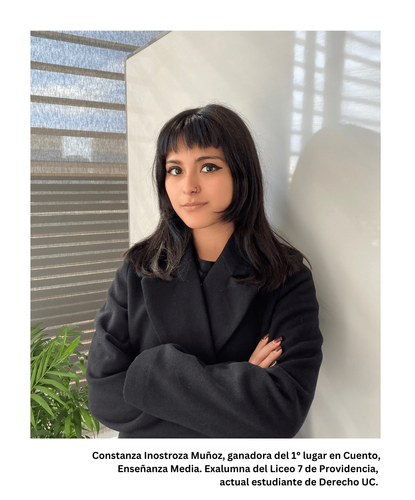 Constanza Inostroza Muñoz, ganadora del 1° lugar en Cuento,
Enseñanza Media. Exalumna del Liceo 7 de Providencia,
actual estudiante de Derecho UC.